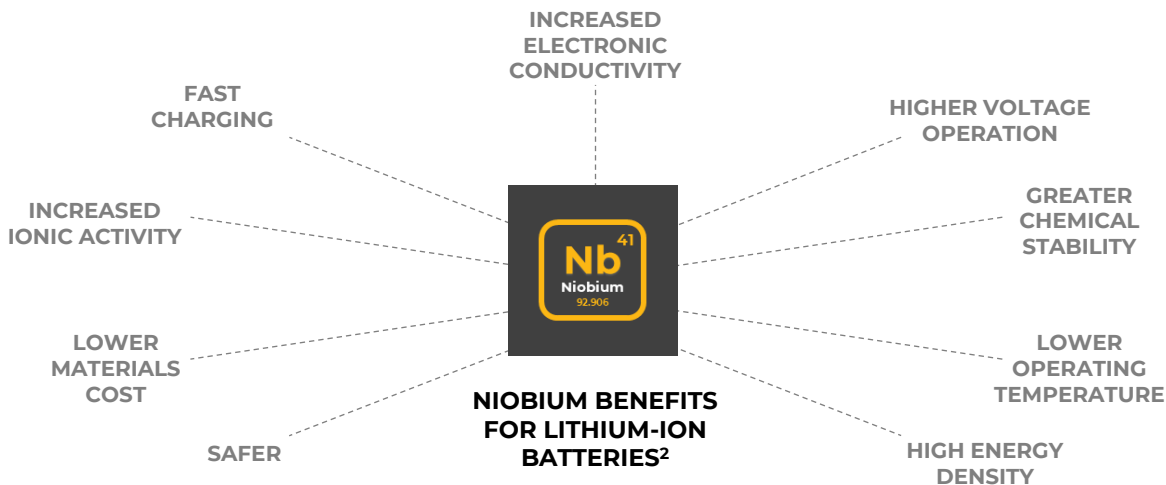 INCREASED
ELECTRONIC
CONDUCTIVITY
FAST
CHARGING
HIGHER VOLTAGE
OPERATION
INCREASED
IONIC ACTIVITY
GREATER
CHEMICAL
STABILITY
41
Nb
Niobium
92.906
LOWER
MATERIALS
COST
LOWER
OPERATING
TEMPERATURE
NIOBIUM BENEFITS
FOR LITHIUM-ION
BATTERIES²
SAFER
HIGH ENERGY
DENSITY